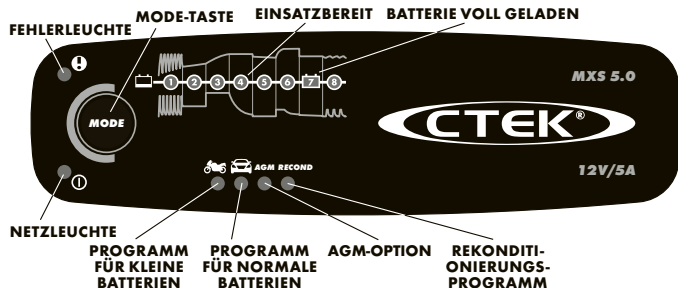 FEHLERLEUCHTE
MODE-TASTE
EINSATZBEREIT
BATTERIE VOLL GELADEN
1 2 3 4 5 6 7 8
MXS 5.0
MODE
CTEK®
AGM RECOND
12V/5A
NETZLEUCHTE
PROGRAMM
FÜR KLEINE
BATTERIEN
PROGRAMM
FÜR NORMALE
BATTERIEN
AGM-OPTION
REKONDITI-
ONIERUNGS-
PROGRAMM